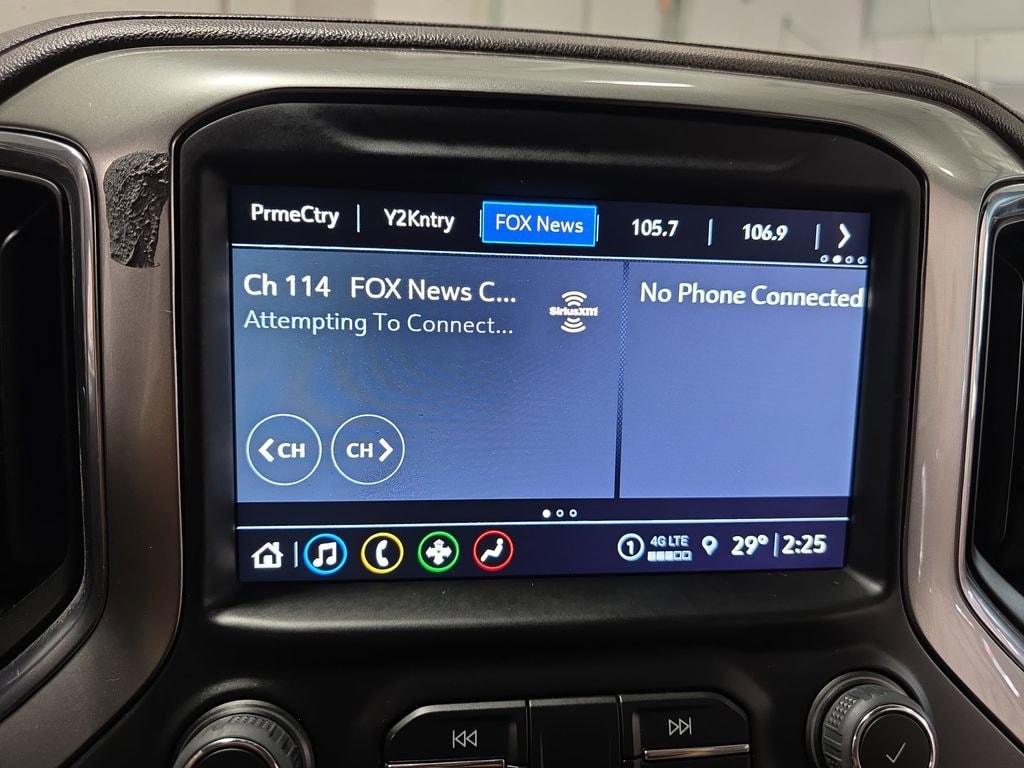 PrmeCtry | Y2Kntry FOX News 105.7 | 106.9 |
Ch 114 FOX News C...
SiriusXM
No Phone Connected
Attempting To Connect...
CH CH
1 4G LTE 29° 2:25